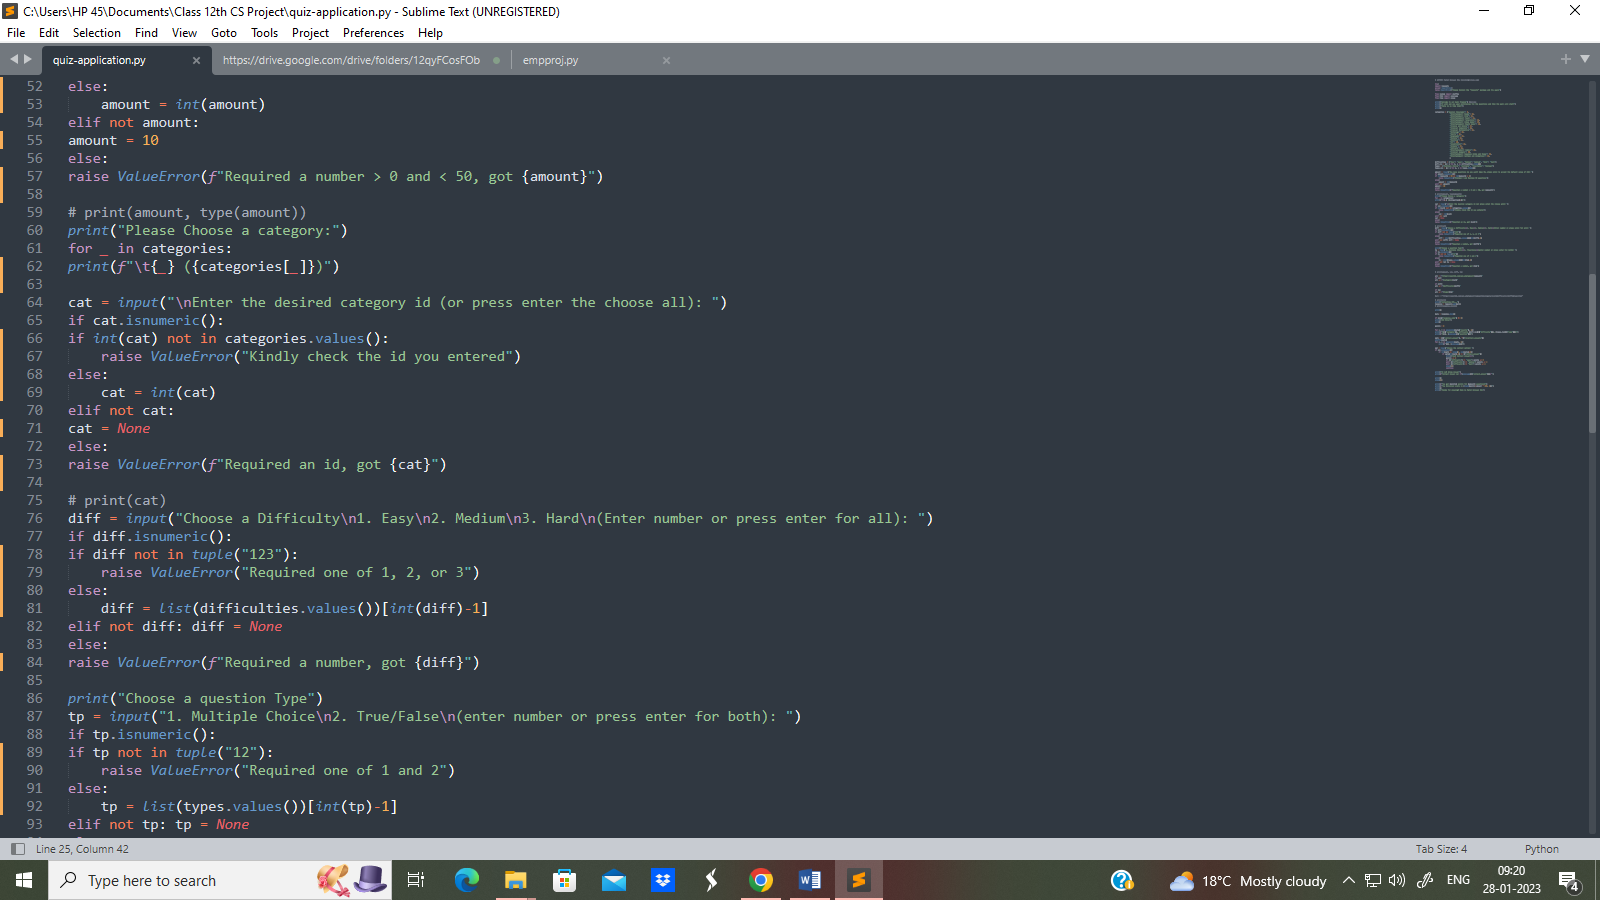 C:\Users\HP 45\Documents\Class 12th CS Project\quiz-application.py - Sublime Text (UNREGISTERED)
File Edit Selection Find View Goto Tools Project Preferences Help
quiz-application.py × https://drive.google.com/drive/folders/12qyFCosFOb empproj.py ×
52 else:
53     amount = int(amount)
54 elif not amount:
55 amount = 10
56 else:
57 raise ValueError(f"Required a number > 0 and < 50, got {amount}")
58
59 # print(amount, type(amount))
60 print("Please Choose a category:")
61 for _ in categories:
62 print(f"\t{_} ({categories[_]})")
63
64 cat = input("\nEnter the desired category id (or press enter the choose all): ")
65 if cat.isnumeric():
66 if int(cat) not in categories.values():
67     raise ValueError("Kindly check the id you entered")
68 else:
69     cat = int(cat)
70 elif not cat:
71 cat = None
72 else:
73 raise ValueError(f"Required an id, got {cat}")
74
75 # print(cat)
76 diff = input("Choose a Difficulty\n1. Easy\n2. Medium\n3. Hard\n(Enter number or press enter for all): ")
77 if diff.isnumeric():
78 if diff not in tuple("123"):
79     raise ValueError("Required one of 1, 2, or 3")
80 else:
81     diff = list(difficulties.values())[int(diff)-1]
82 elif not diff: diff = None
83 else:
84 raise ValueError(f"Required a number, got {diff}")
85
86 print("Choose a question Type")
87 tp = input("1. Multiple Choice\n2. True/False\n(enter number or press enter for both): ")
88 if tp.isnumeric():
89 if tp not in tuple("12"):
90     raise ValueError("Required one of 1 and 2")
91 else:
92     tp = list(types.values())[int(tp)-1]
93 elif not tp: tp = None
Line 25, Column 42 Tab Size: 4 Python
Type here to search 18°C Mostly cloudy ENG 09:20
28-01-2023 4